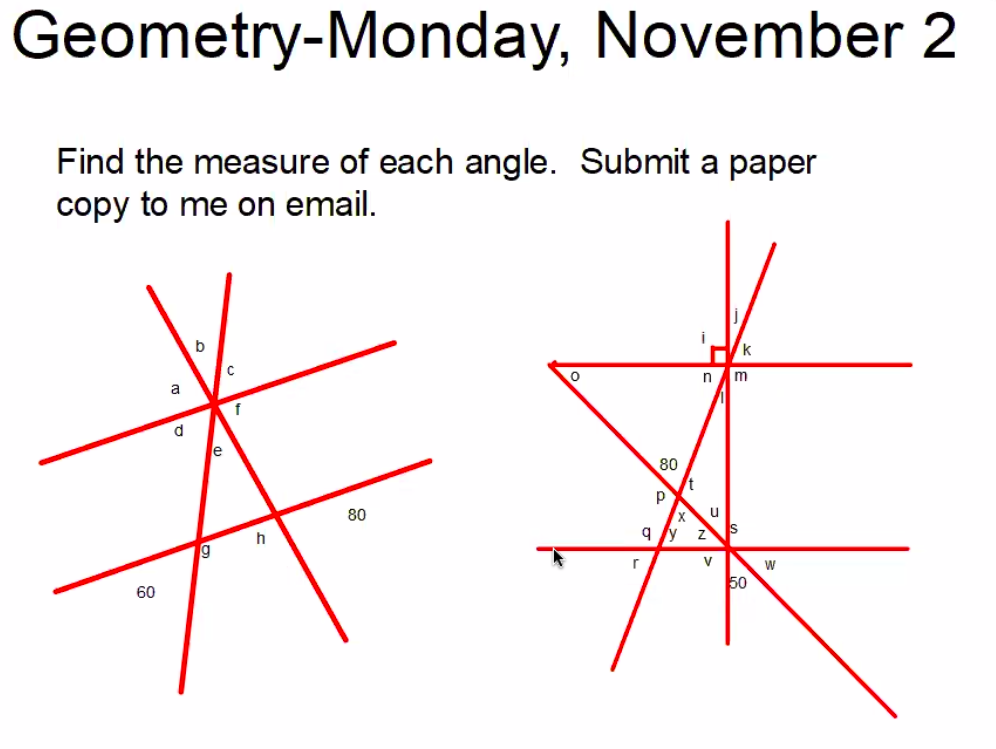 Geometry-Monday, November 2
Find the measure of each angle.  Submit a paper
copy to me on email.
b
c
a
f
d
e
80
h
g
60
j
i
k
o
n
m
l
80
t
p
u
x
s
q
y
z
r
v
w
50